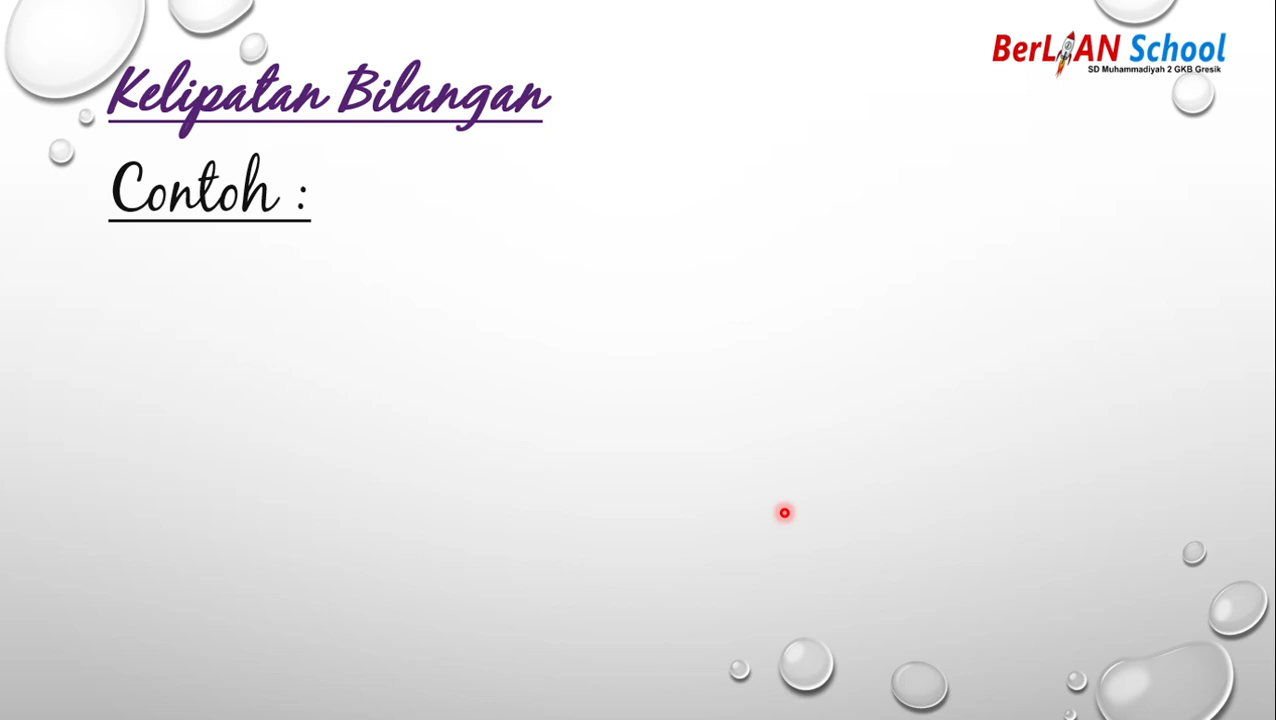 BerLIAN School
SD Muhammadiyah 2 GKB Gresik
Kelipatan Bilangan
Contoh :